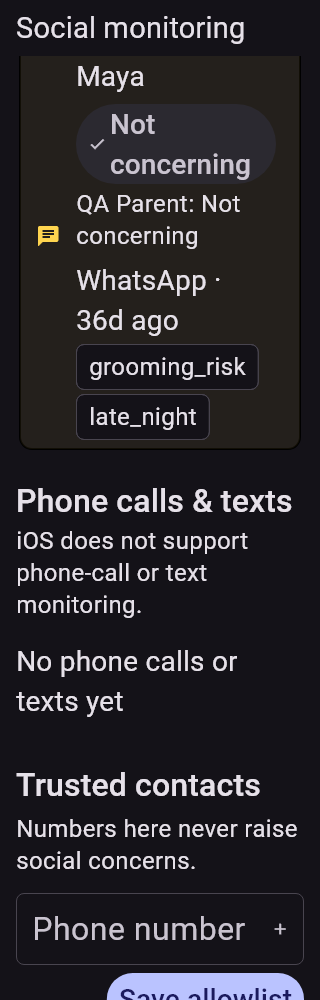 Social monitoring
Maya
Not
concerning
QA Parent: Not
concerning
WhatsApp ·
36d ago
grooming_risk
late_night
Phone calls & texts
iOS does not support
phone-call or text
monitoring.
No phone calls or
texts yet
Trusted contacts
Numbers here never raise
social concerns.
Phone number +
Save allowlist